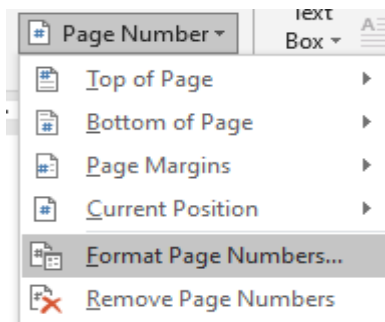 Page Number
Text
Box
Top of Page
Bottom of Page
Page Margins
Current Position
Format Page Numbers...
Remove Page Numbers